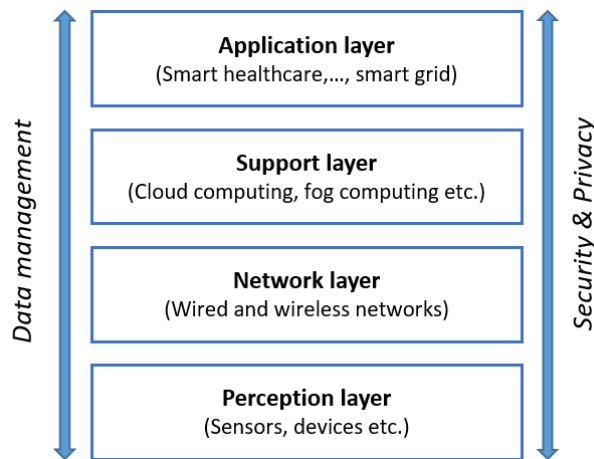 Application layer
(Smart healthcare,..., smart grid)
Support layer
(Cloud computing, fog computing etc.)
Network layer
(Wired and wireless networks)
Perception layer
(Sensors, devices etc.)
Data management
Security & Privacy